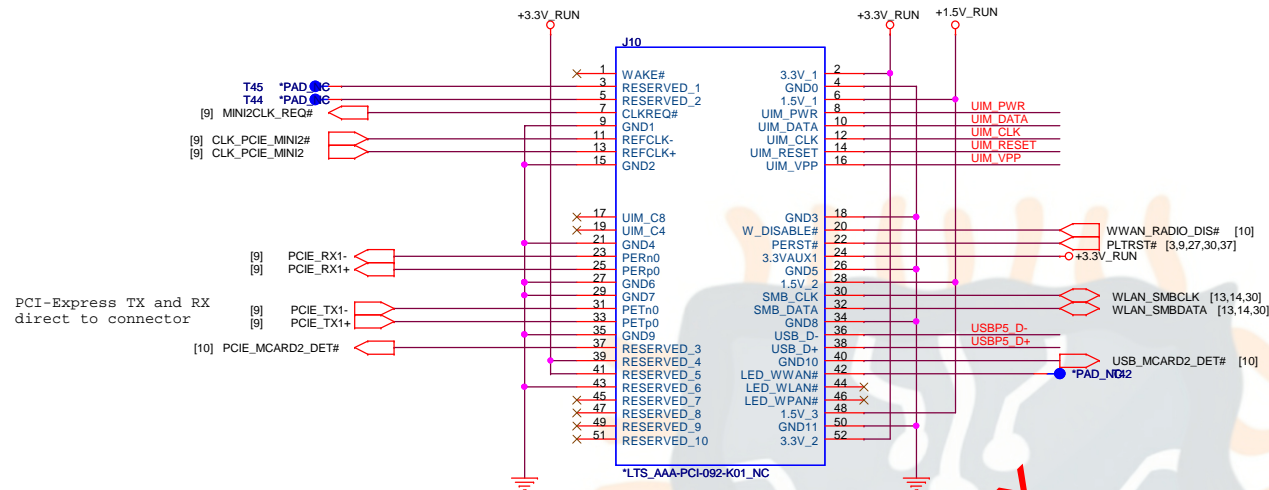 +3.3V_RUN
+3.3V_RUN
+1.5V_RUN
J10
1 WAKE# 3.3V_1 2
T45 *PAD_NC 3 RESERVED_1 GND0 4
T44 *PAD_NC 5 RESERVED_2 1.5V_1 6
[9] MINI2CLK_REQ# 7 CLKREQ# UIM_PWR 8 UIM_PWR
9 GND1 UIM_DATA 10 UIM_DATA
[9] CLK_PCIE_MINI2# 11 REFCLK- UIM_CLK 12 UIM_CLK
[9] CLK_PCIE_MINI2 13 REFCLK+ UIM_RESET 14 UIM_RESET
15 GND2 UIM_VPP 16 UIM_VPP
17 UIM_C8 GND3 18
19 UIM_C4 W_DISABLE# 20 WWAN_RADIO_DIS# [10]
21 GND4 PERST# 22 PLTRST# [3,9,27,30,37]
[9] PCIE_RX1- 23 PERn0 3.3VAUX1 24 +3.3V_RUN
[9] PCIE_RX1+ 25 PERp0 GND5 26
27 GND6 1.5V_2 28
29 GND7 SMB_CLK 30 WLAN_SMBCLK [13,14,30]
PCI-Express TX and RX
direct to connector
[9] PCIE_TX1- 31 PETn0 SMB_DATA 32 WLAN_SMBDATA [13,14,30]
[9] PCIE_TX1+ 33 PETp0 GND8 34
35 GND9 USB_D- 36 USBP5_D-
[10] PCIE_MCARD2_DET# 37 RESERVED_3 USB_D+ 38 USBP5_D+
39 RESERVED_4 GND10 40 USB_MCARD2_DET# [10]
41 RESERVED_5 LED_WWAN# 42 *PAD_NC T42
43 RESERVED_6 LED_WLAN# 44
45 RESERVED_7 LED_WPAN# 46
47 RESERVED_8 1.5V_3 48
49 RESERVED_9 GND11 50
51 RESERVED_10 3.3V_2 52
*LTS_AAA-PCI-092-K01_NC